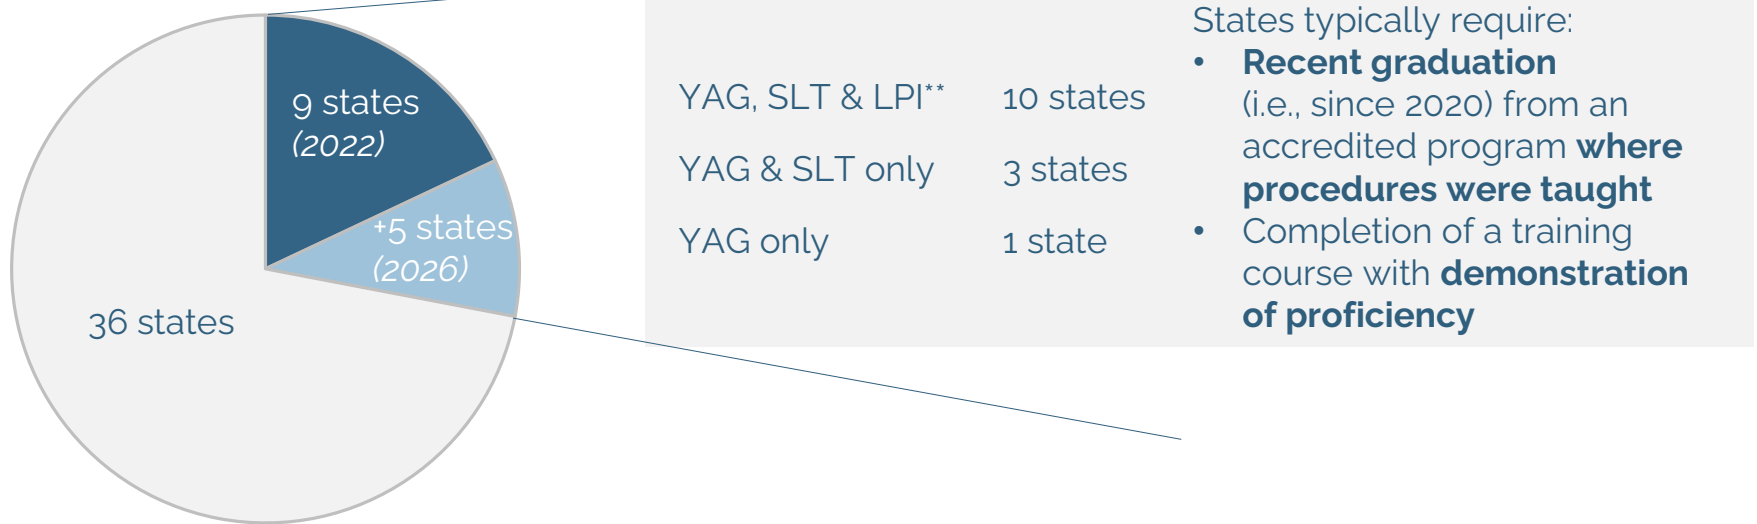 9 states
(2022)
+5 states
(2026)
36 states
YAG, SLT & LPI** 10 states
YAG & SLT only 3 states
YAG only 1 state
States typically require:
• Recent graduation
(i.e., since 2020) from an
accredited program where
procedures were taught
• Completion of a training
course with demonstration
of proficiency